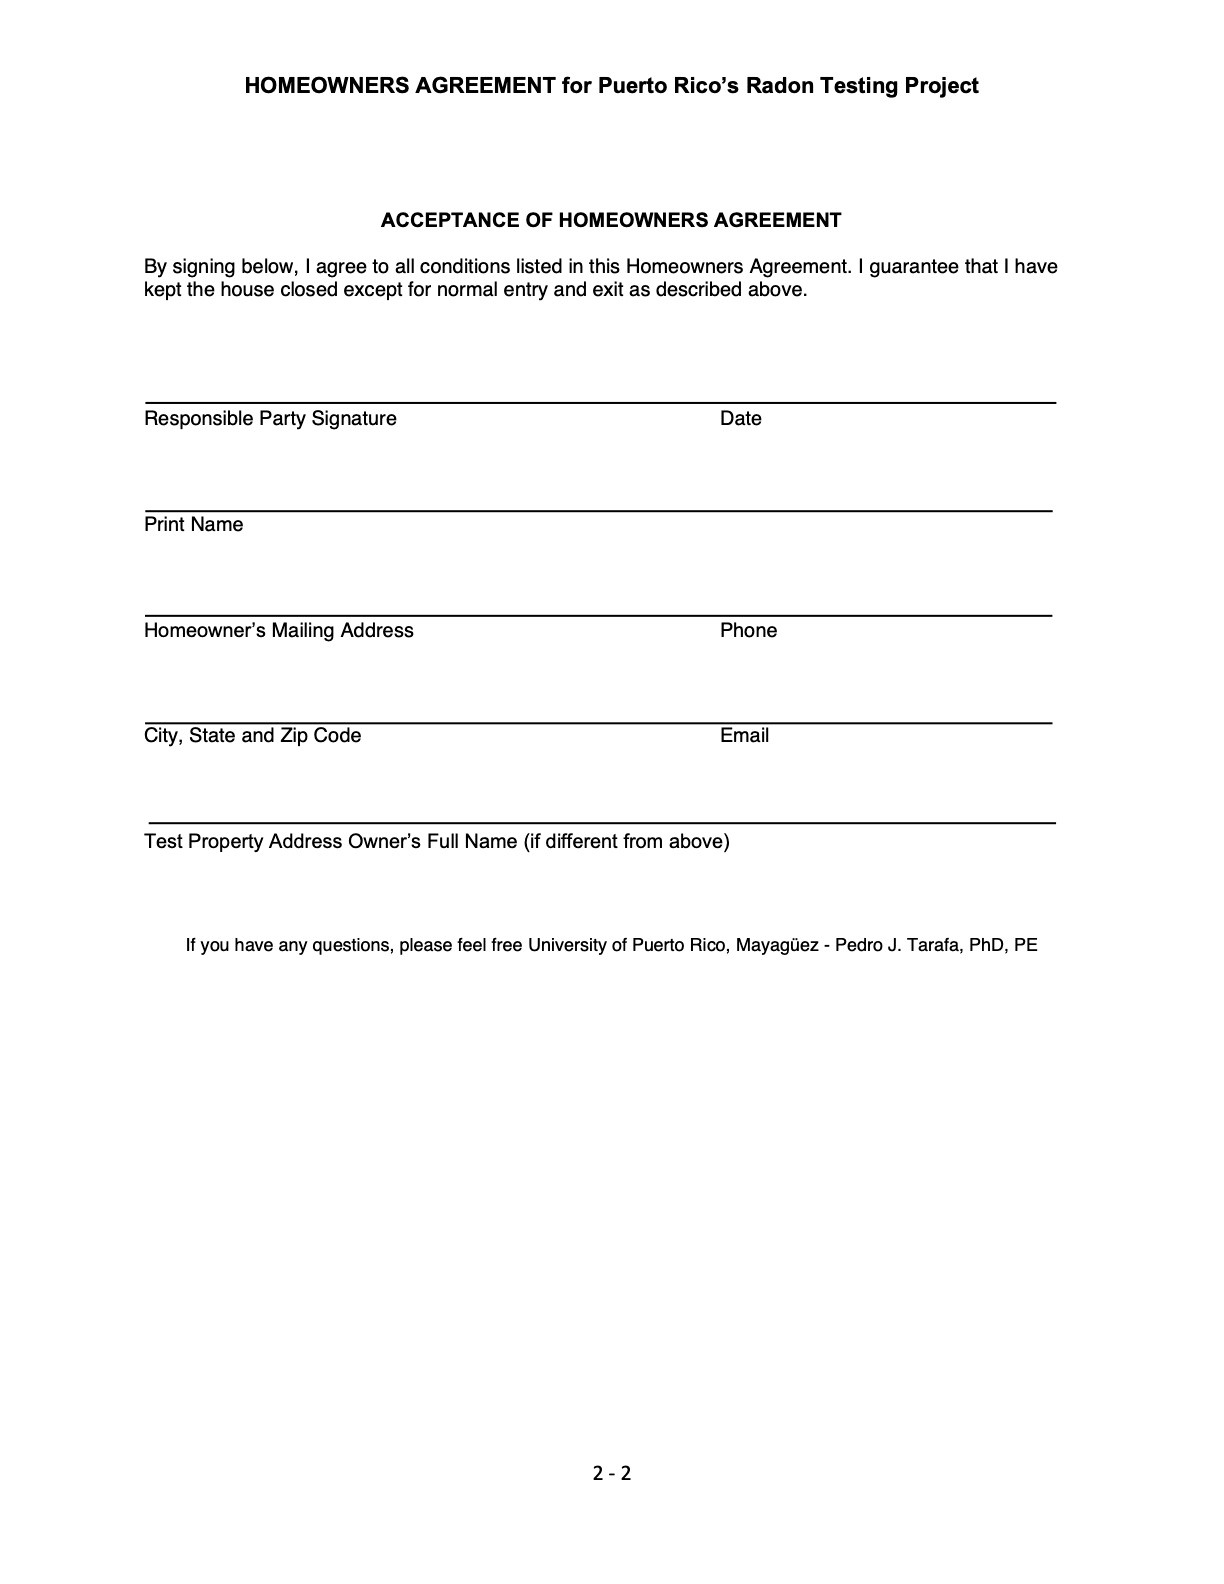 HOMEOWNERS AGREEMENT for Puerto Rico’s Radon Testing Project
ACCEPTANCE OF HOMEOWNERS AGREEMENT
By signing below, I agree to all conditions listed in this Homeowners Agreement. I guarantee that I have
kept the house closed except for normal entry and exit as described above.
Responsible Party Signature Date
Print Name
Homeowner’s Mailing Address Phone
City, State and Zip Code Email
Test Property Address Owner’s Full Name (if different from above)
If you have any questions, please feel free University of Puerto Rico, Mayagüez - Pedro J. Tarafa, PhD, PE
2 - 2